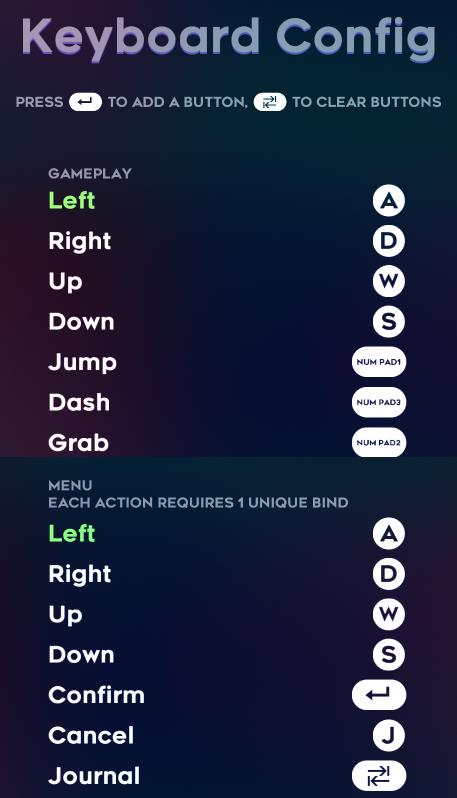 Keyboard Config
PRESS TO ADD A BUTTON, TO CLEAR BUTTONS
GAMEPLAY
Left A
Right D
Up W
Down S
Jump NUM PAD1
Dash NUM PAD3
Grab NUM PAD2
MENU
EACH ACTION REQUIRES 1 UNIQUE BIND
Left A
Right D
Up W
Down S
Confirm
Cancel J
Journal